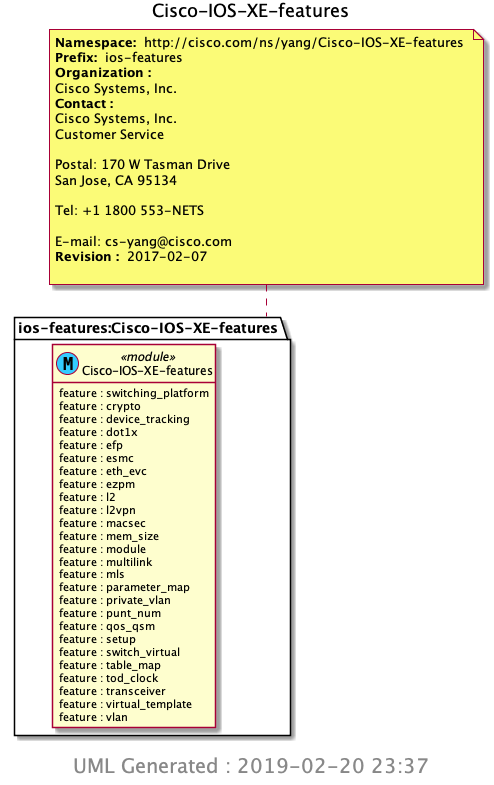 Cisco-IOS-XE-features
Namespace: http://cisco.com/ns/yang/Cisco-IOS-XE-features
Prefix: ios-features
Organization :
Cisco Systems, Inc.
Contact :
Cisco Systems, Inc.
Customer Service
Postal: 170 W Tasman Drive
San Jose, CA 95134
Tel: +1 1800 553-NETS
E-mail: cs-yang@cisco.com
Revision : 2017-02-07
ios-features:Cisco-IOS-XE-features
M
«module»
Cisco-IOS-XE-features
feature : switching_platform
feature : crypto
feature : device_tracking
feature : dot1x
feature : efp
feature : esmc
feature : eth_evc
feature : ezpm
feature : l2
feature : l2vpn
feature : macsec
feature : mem_size
feature : module
feature : multilink
feature : mls
feature : parameter_map
feature : private_vlan
feature : punt_num
feature : qos_qsm
feature : setup
feature : switch_virtual
feature : table_map
feature : tod_clock
feature : transceiver
feature : virtual_template
feature : vlan
UML Generated : 2019-02-20 23:37